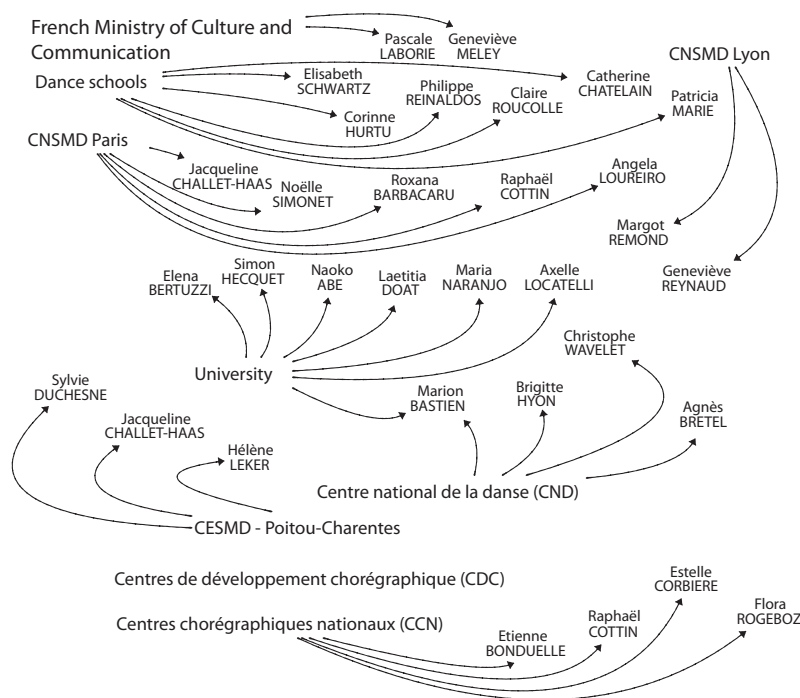 French Ministry of Culture and
Communication
Pascale
LABORIE
Geneviève
MELEY
CNSMD Lyon
Dance schools
Elisabeth
SCHWARTZ
Corinne
HURTU
Philippe
REINALDOS
Claire
ROUCOLLE
Catherine
CHATELAIN
Patricia
MARIE
CNSMD Paris
Jacqueline
CHALLET-HAAS
Noëlle
SIMONET
Roxana
BARBACARU
Raphaël
COTTIN
Angela
LOUREIRO
Margot
REMOND
Geneviève
REYNAUD
Elena
BERTUZZI
Simon
HECQUET
Naoko
ABE
Laetitia
DOAT
Maria
NARANJO
Axelle
LOCATELLI
Christophe
WAVELET
University
Sylvie
DUCHESNE
Jacqueline
CHALLET-HAAS
Hélène
LEKER
Marion
BASTIEN
Brigitte
HYON
Agnès
BRETEL
Centre national de la danse (CND)
CESMD - Poitou-Charentes
Centres de développement chorégraphique (CDC)
Centres chorégraphiques nationaux (CCN)
Etienne
BONDUELLE
Raphaël
COTTIN
Estelle
CORBIERE
Flora
ROGEBOZ